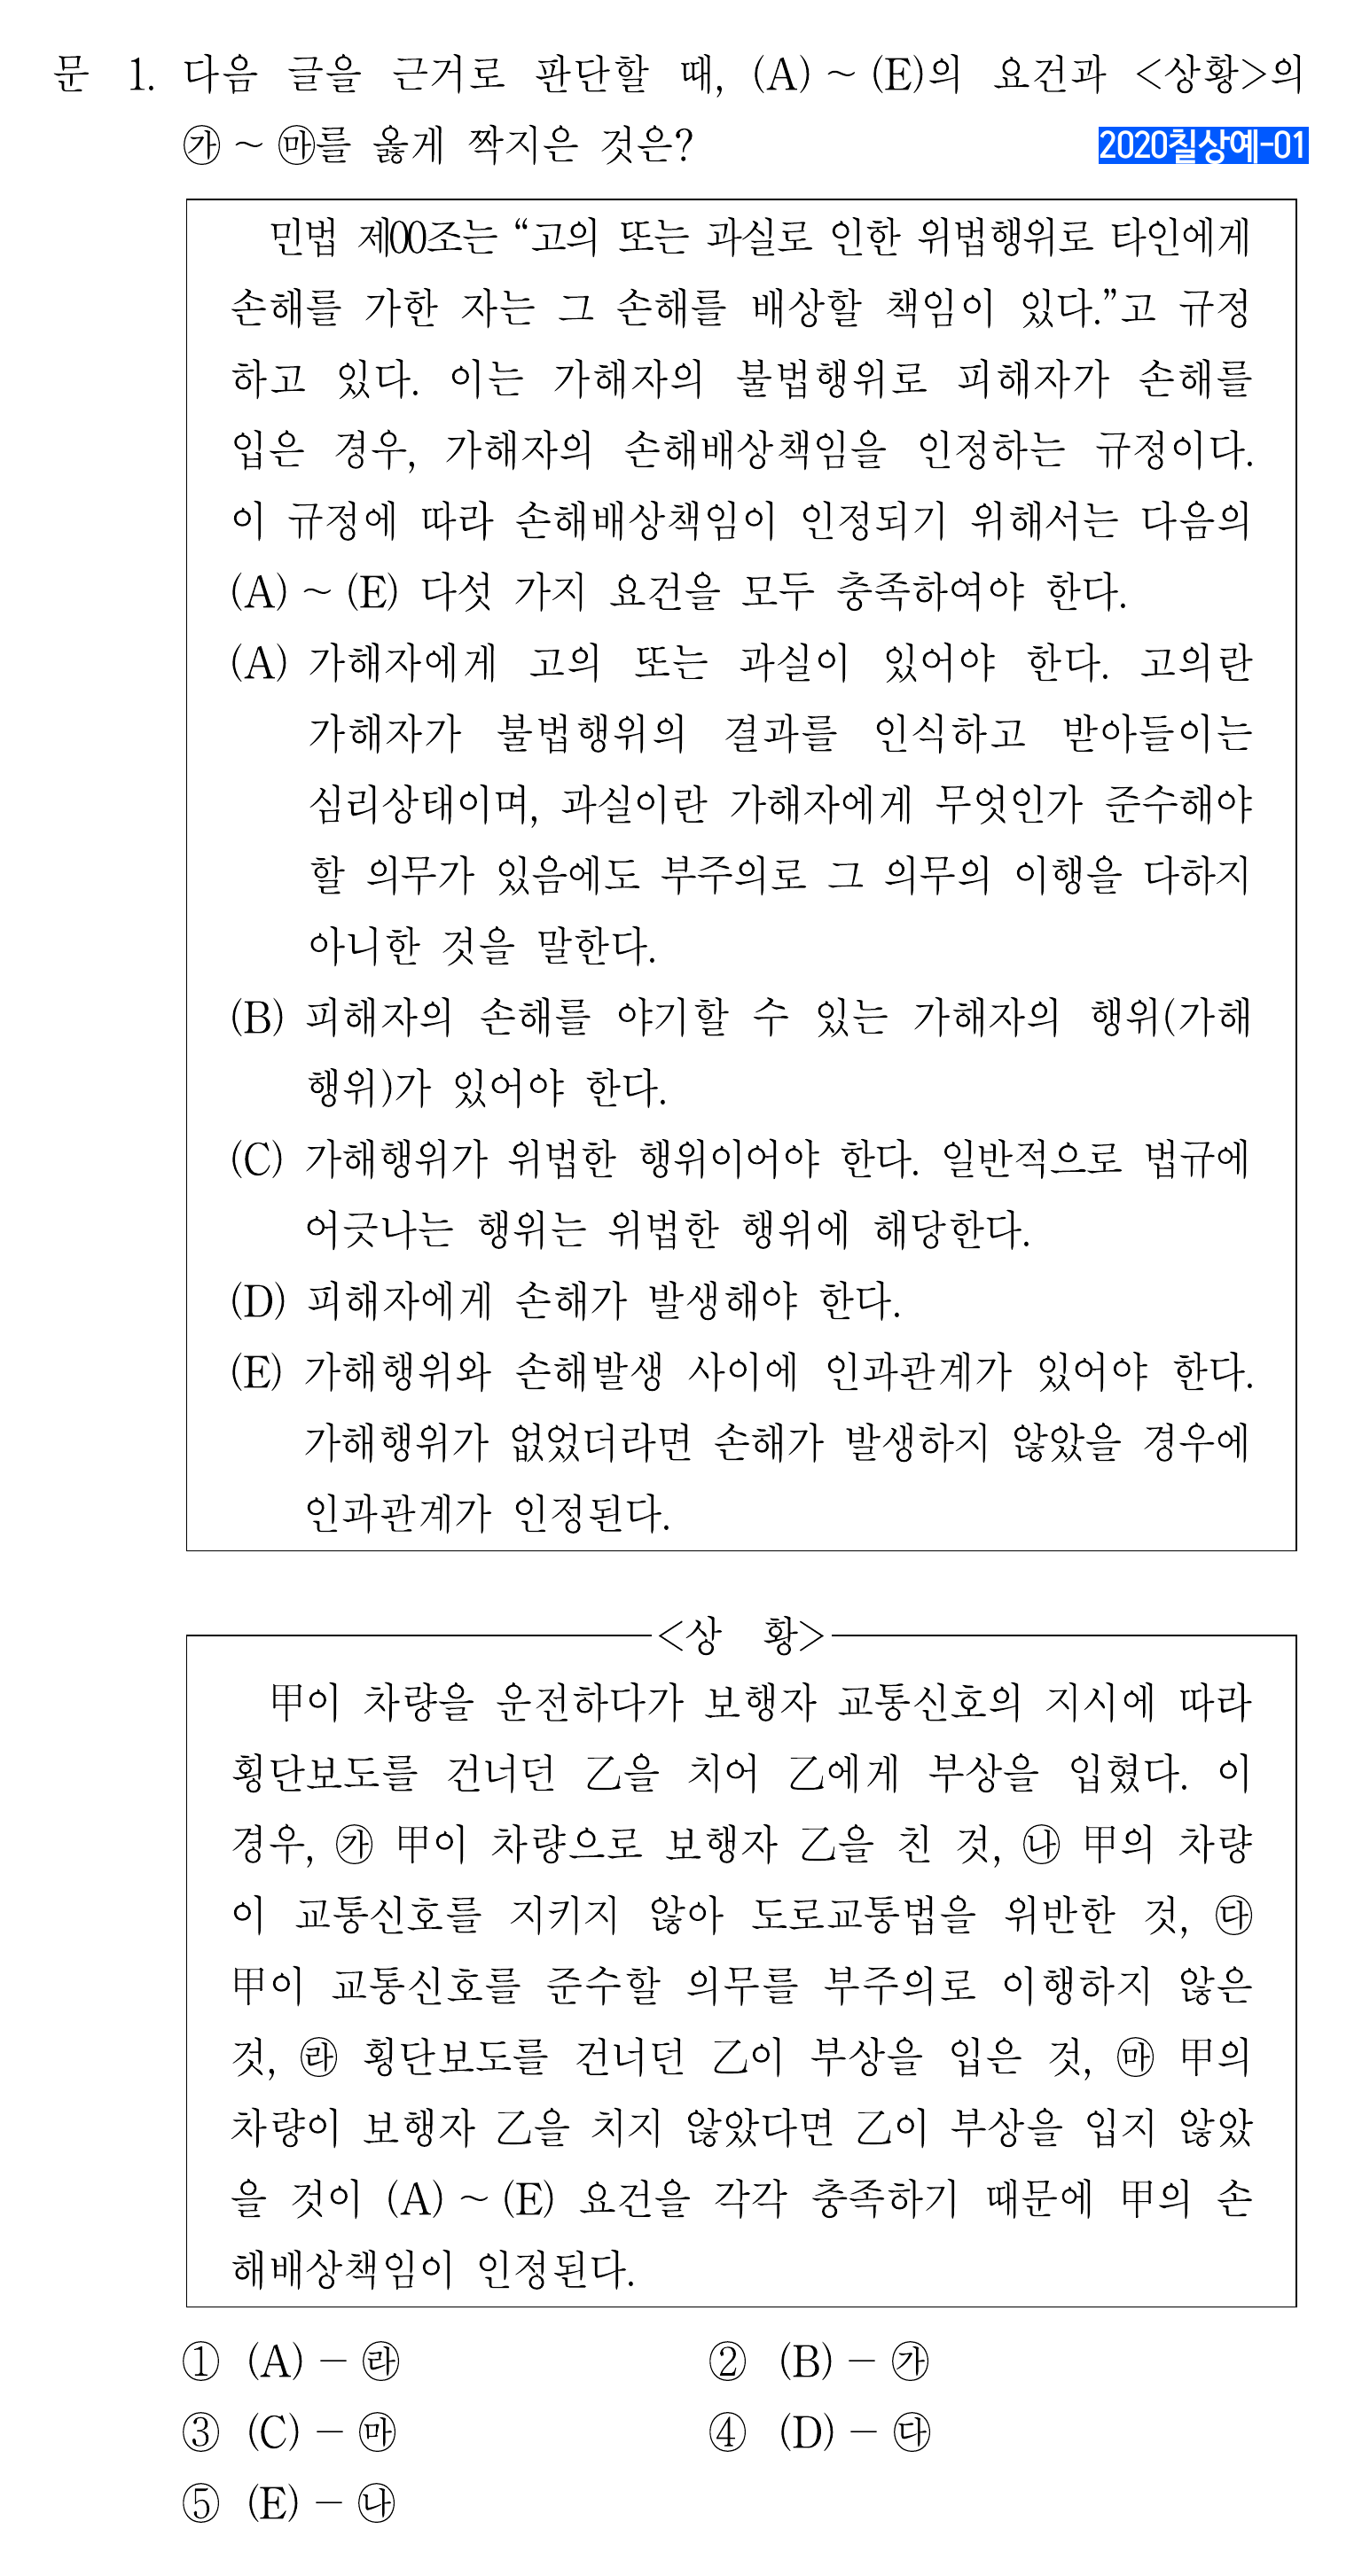 문 1. 다음 글을 근거로 판단할 때, (A) ~ (E)의 요건과 <상황>의
㉮ ~ ㉲를 옳게 짝지은 것은?
2020칠상예-01
민법 제00조는 “고의 또는 과실로 인한 위법행위로 타인에게
손해를 가한 자는 그 손해를 배상할 책임이 있다.”고 규정
하고 있다. 이는 가해자의 불법행위로 피해자가 손해를
입은 경우, 가해자의 손해배상책임을 인정하는 규정이다.
이 규정에 따라 손해배상책임이 인정되기 위해서는 다음의
(A) ~ (E) 다섯 가지 요건을 모두 충족하여야 한다.
(A) 가해자에게 고의 또는 과실이 있어야 한다. 고의란
가해자가 불법행위의 결과를 인식하고 받아들이는
심리상태이며, 과실이란 가해자에게 무엇인가 준수해야
할 의무가 있음에도 부주의로 그 의무의 이행을 다하지
아니한 것을 말한다.
(B) 피해자의 손해를 야기할 수 있는 가해자의 행위(가해
행위)가 있어야 한다.
(C) 가해행위가 위법한 행위이어야 한다. 일반적으로 법규에
어긋나는 행위는 위법한 행위에 해당한다.
(D) 피해자에게 손해가 발생해야 한다.
(E) 가해행위와 손해발생 사이에 인과관계가 있어야 한다.
가해행위가 없었더라면 손해가 발생하지 않았을 경우에
인과관계가 인정된다.
<상 황>
甲이 차량을 운전하다가 보행자 교통신호의 지시에 따라
횡단보도를 건너던 乙을 치어 乙에게 부상을 입혔다. 이
경우, ㉮ 甲이 차량으로 보행자 乙을 친 것, ㉯ 甲의 차량
이 교통신호를 지키지 않아 도로교통법을 위반한 것, ㉰
甲이 교통신호를 준수할 의무를 부주의로 이행하지 않은
것, ㉱ 횡단보도를 건너던 乙이 부상을 입은 것, ㉲ 甲의
차량이 보행자 乙을 치지 않았다면 乙이 부상을 입지 않았
을 것이 (A) ~ (E) 요건을 각각 충족하기 때문에 甲의 손
해배상책임이 인정된다.
① (A) - ㉱ ② (B) - ㉮
③ (C) - ㉲ ④ (D) - ㉰
⑤ (E) - ㉯